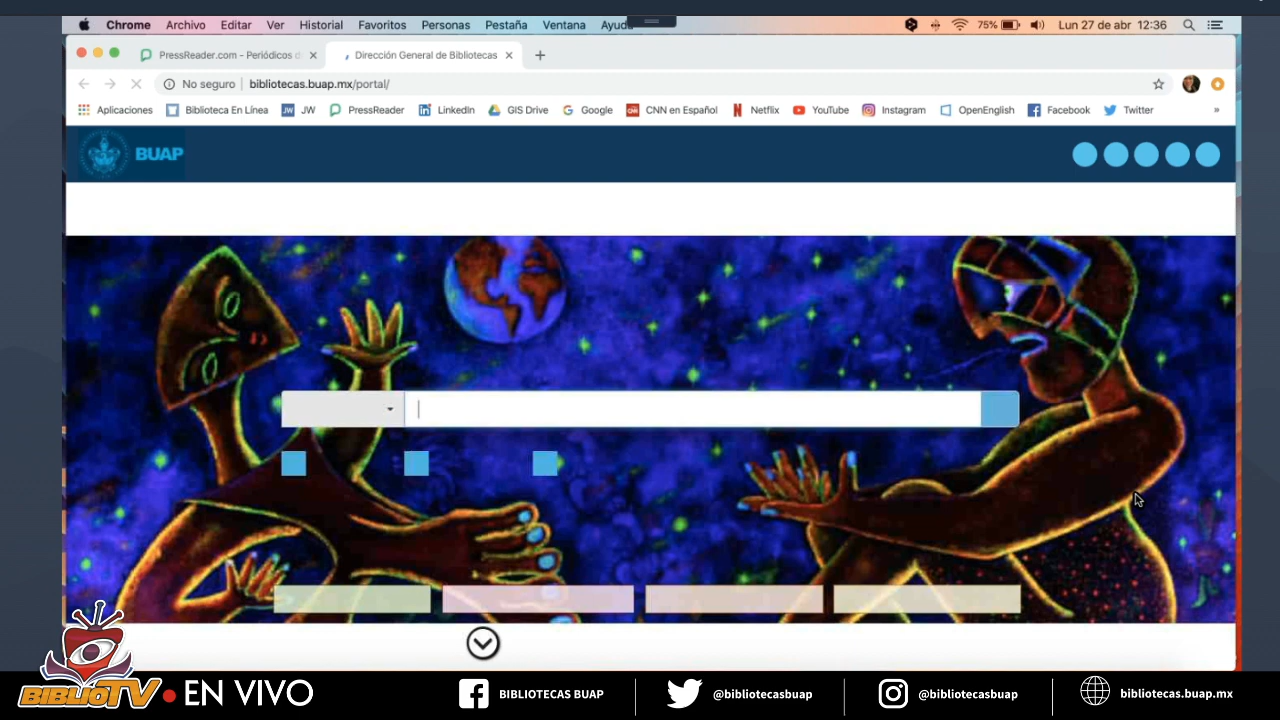 Chrome Archivo Editar Ver Historial Favoritos Personas Pestaña Ventana Ayuda 75% Lun 27 de abr 12:36
PressReader.com - Periódicos d Dirección General de Bibliotecas
No seguro bibliotecas.buap.mx/portal/
Aplicaciones Biblioteca En Línea JW JW PressReader LinkedIn GIS Drive Google CNN CNN en Español Netflix YouTube Instagram OpenEnglish Facebook Twitter »
BUAP
BIBLIOTV • EN VIVO BIBLIOTECAS BUAP @bibliotecasbuap @bibliotecasbuap bibliotecas.buap.mx